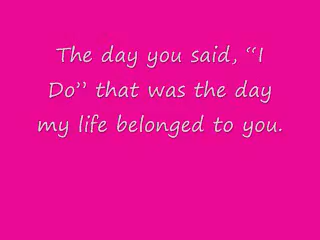 The day you said, “I
Do” that was the day
my life belonged to you.